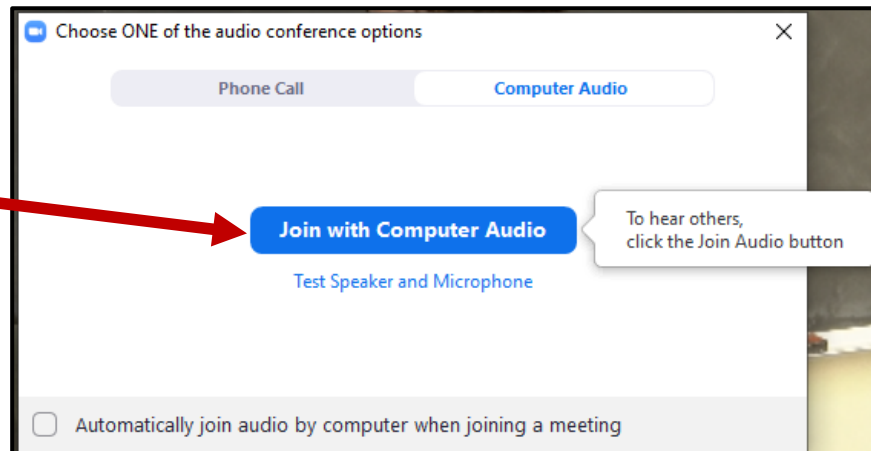 Choose ONE of the audio conference options
Phone Call
Computer Audio
Join with Computer Audio
To hear others,
click the Join Audio button
Test Speaker and Microphone
Automatically join audio by computer when joining a meeting